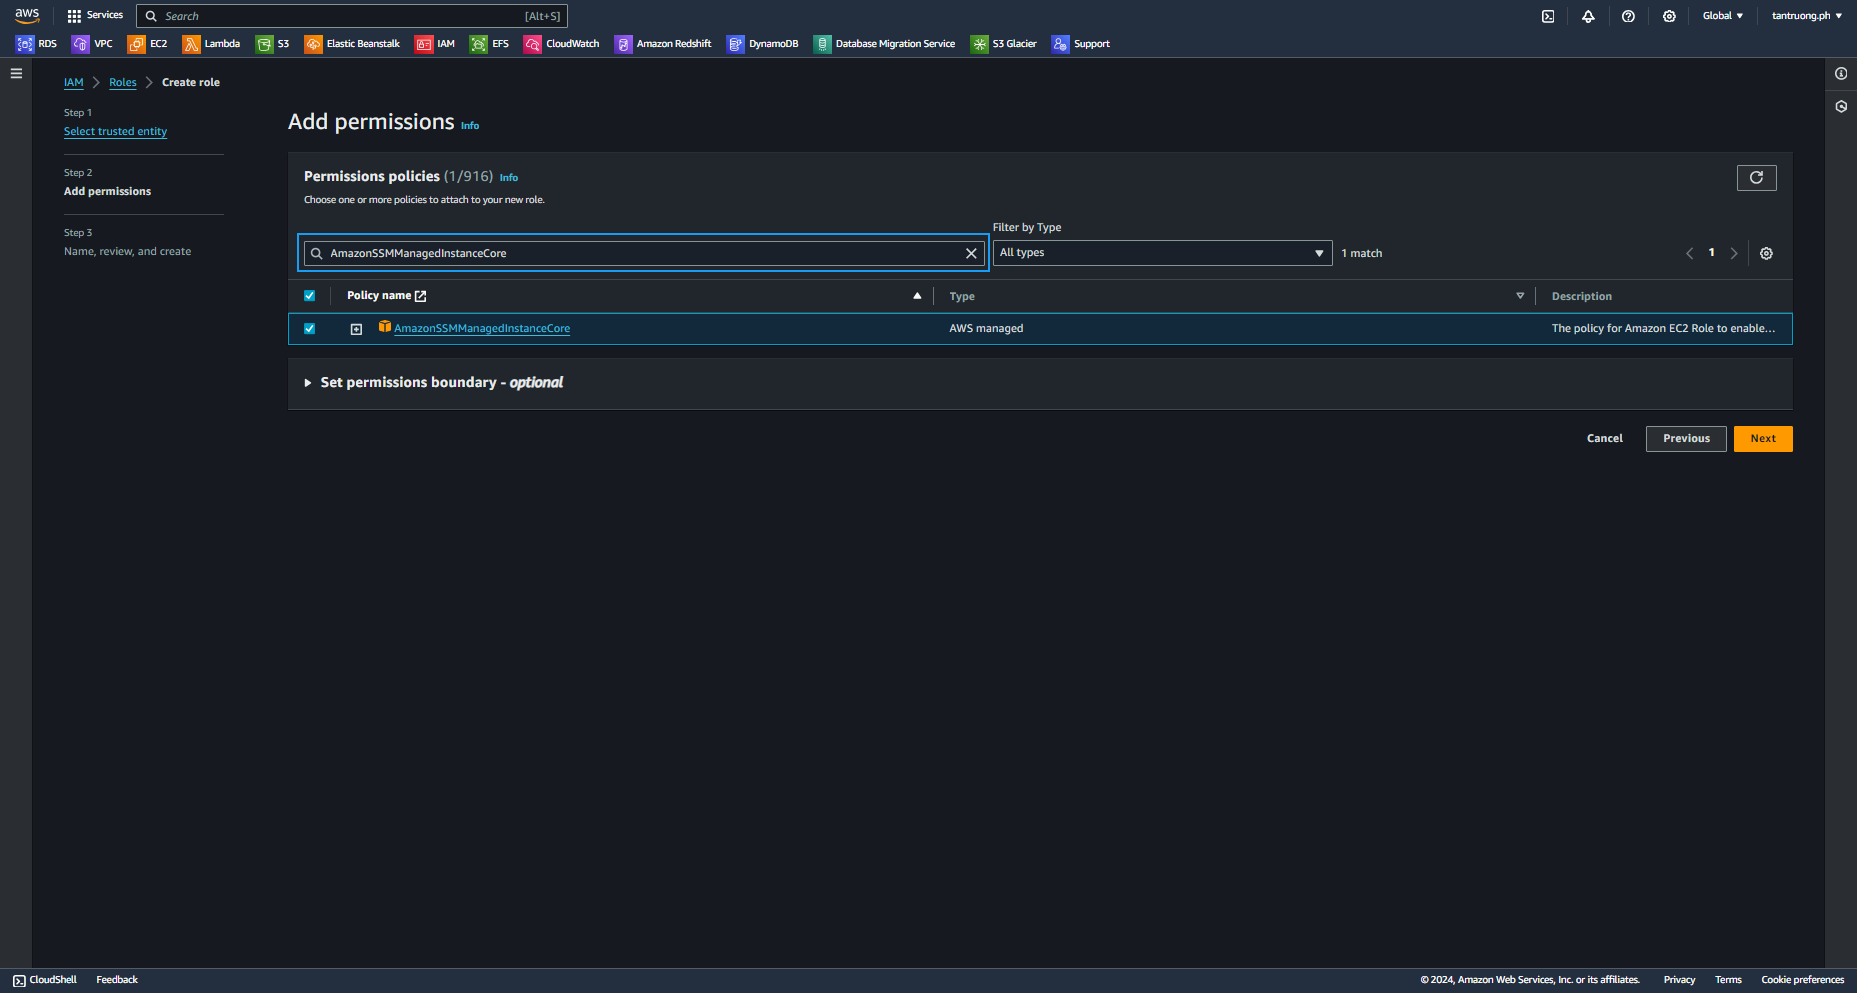 aws Services Search [Alt+S] Global tantruong.ph
RDS VPC EC2 Lambda S3 Elastic Beanstalk IAM EFS CloudWatch Amazon Redshift DynamoDB Database Migration Service S3 Glacier Support
IAM Roles Create role
Step 1
Select trusted entity
Step 2
Add permissions
Step 3
Name, review, and create
Add permissions Info
Permissions policies (1/916) Info
Choose one or more policies to attach to your new role.
Filter by Type
AmazonSSMManagedInstanceCore All types 1 match 1
Policy name Type Description
AmazonSSMManagedInstanceCore AWS managed The policy for Amazon EC2 Role to enable...
Set permissions boundary - optional
Cancel Previous Next
CloudShell Feedback © 2024, Amazon Web Services, Inc. or its affiliates. Privacy Terms Cookie preferences